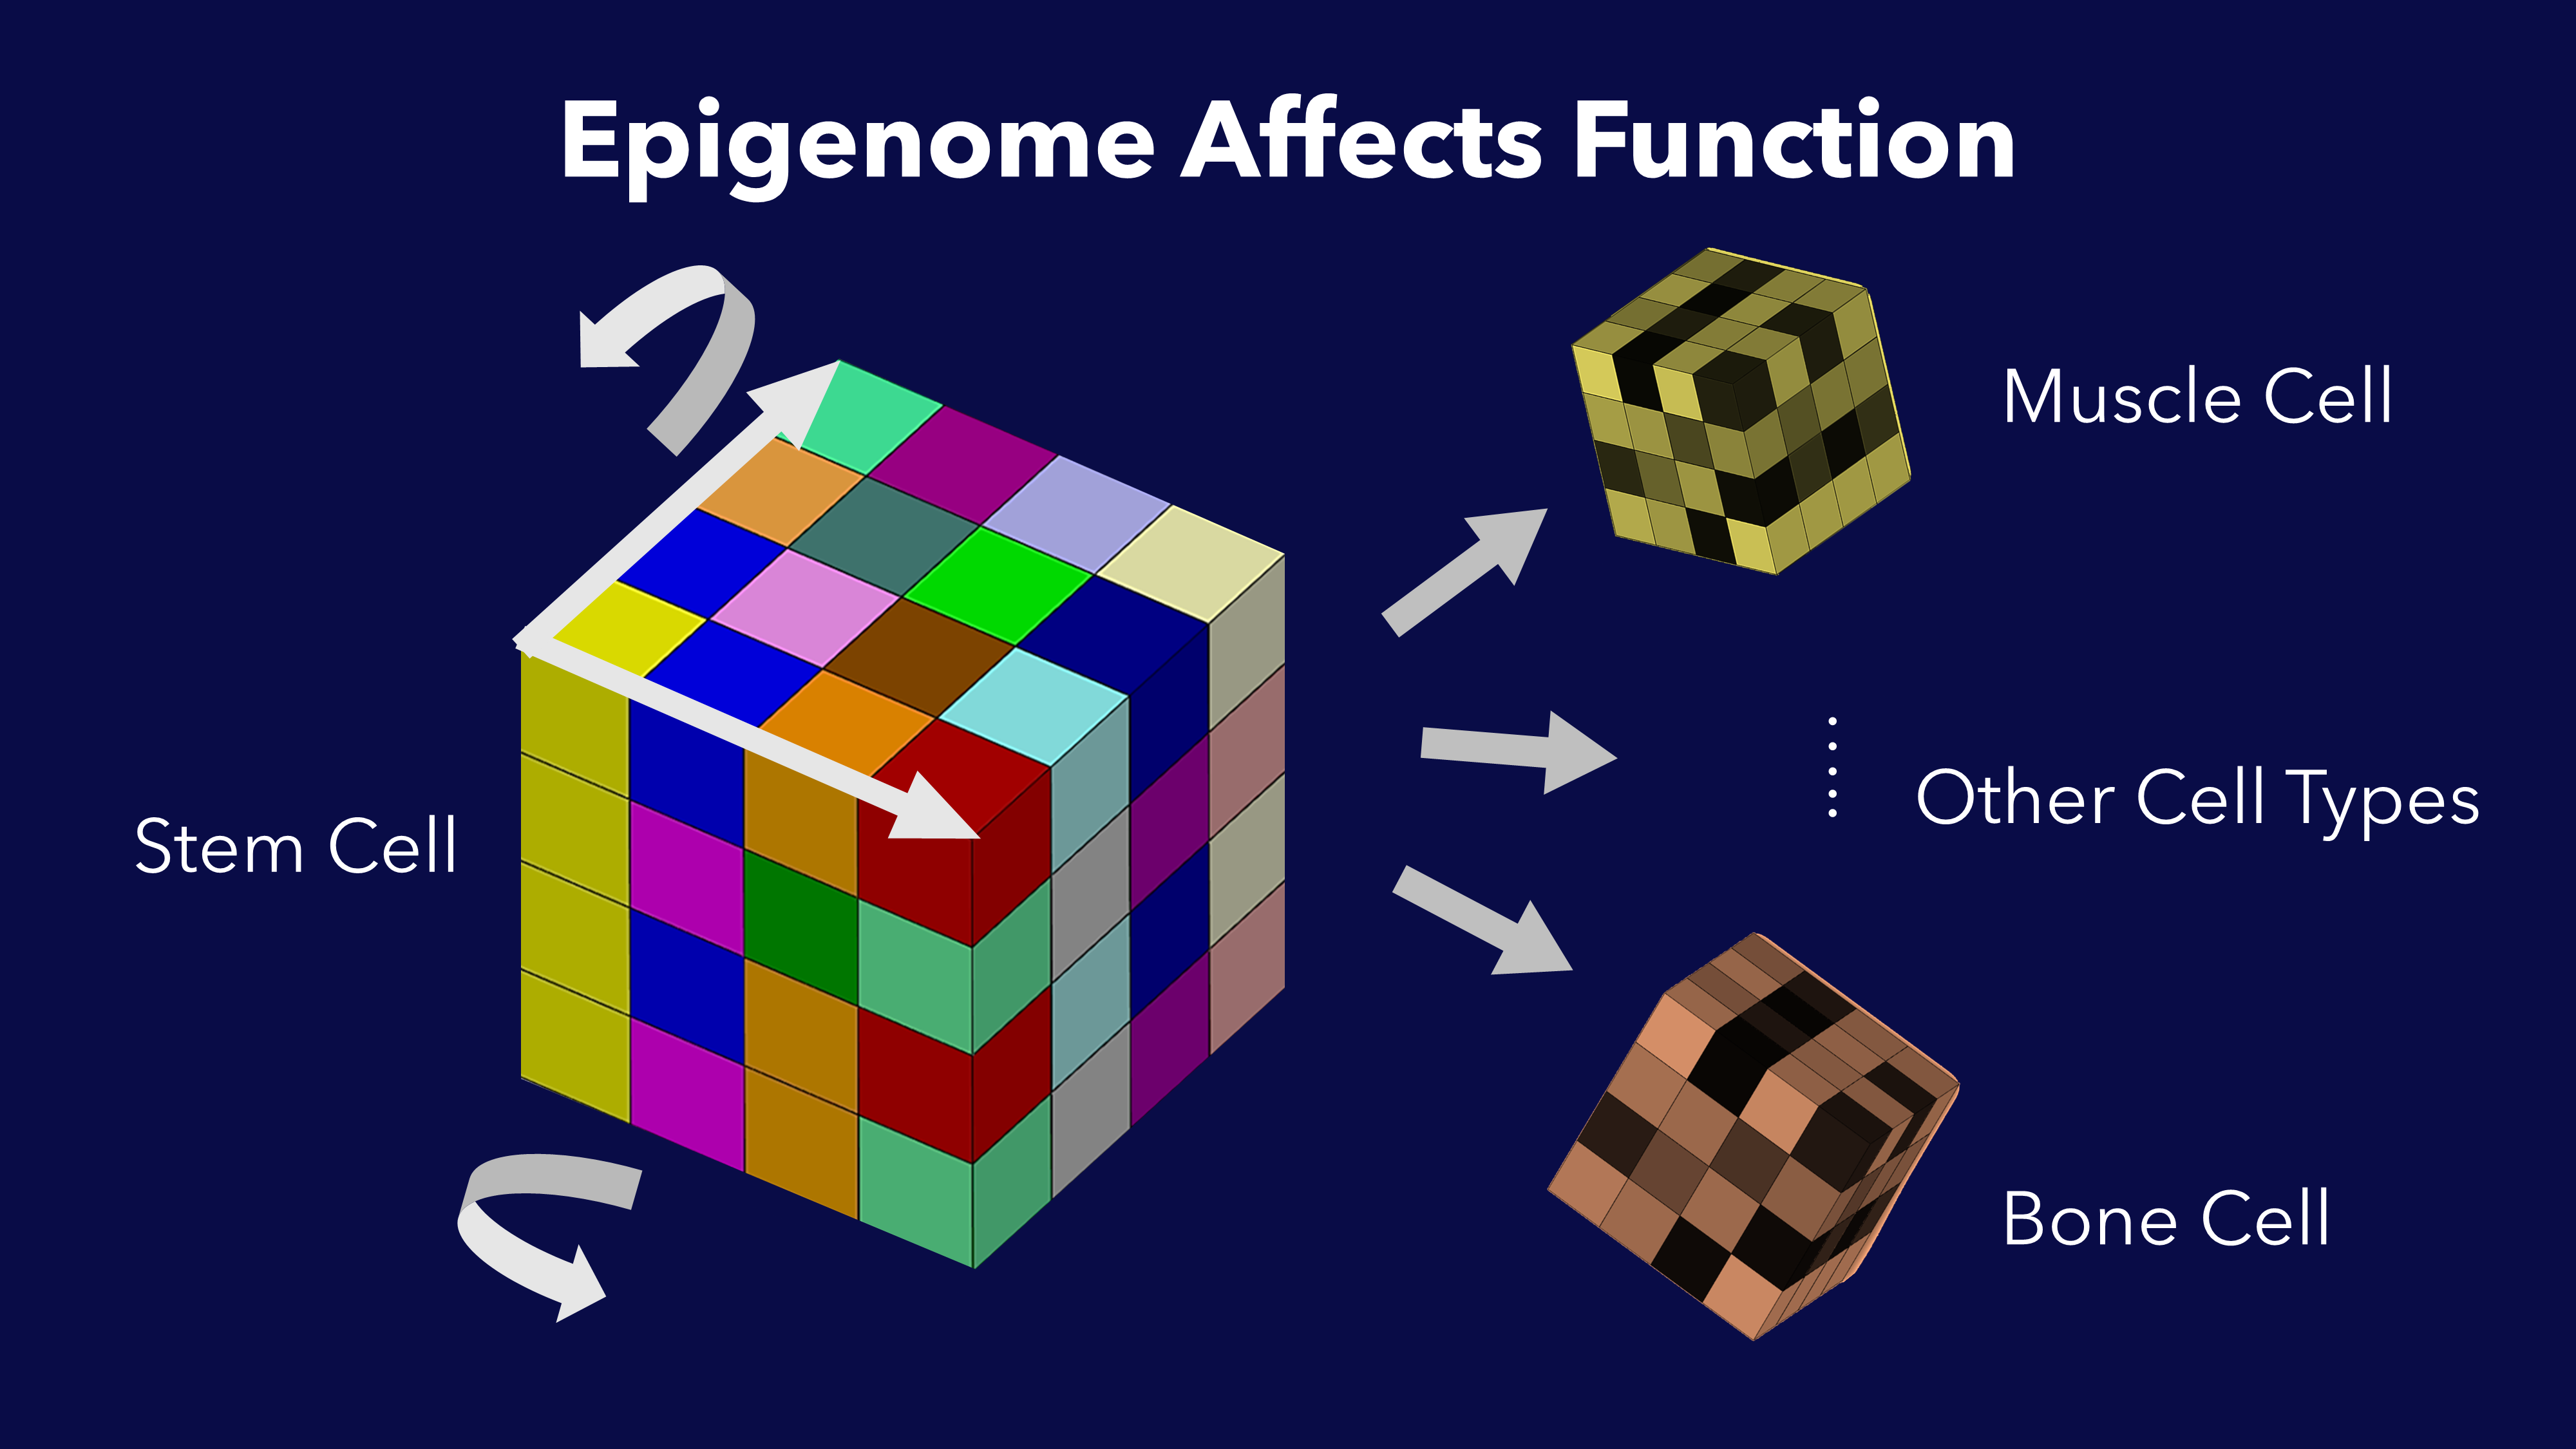 Epigenome Affects Function
Muscle Cell
Stem Cell
Other Cell Types
Bone Cell